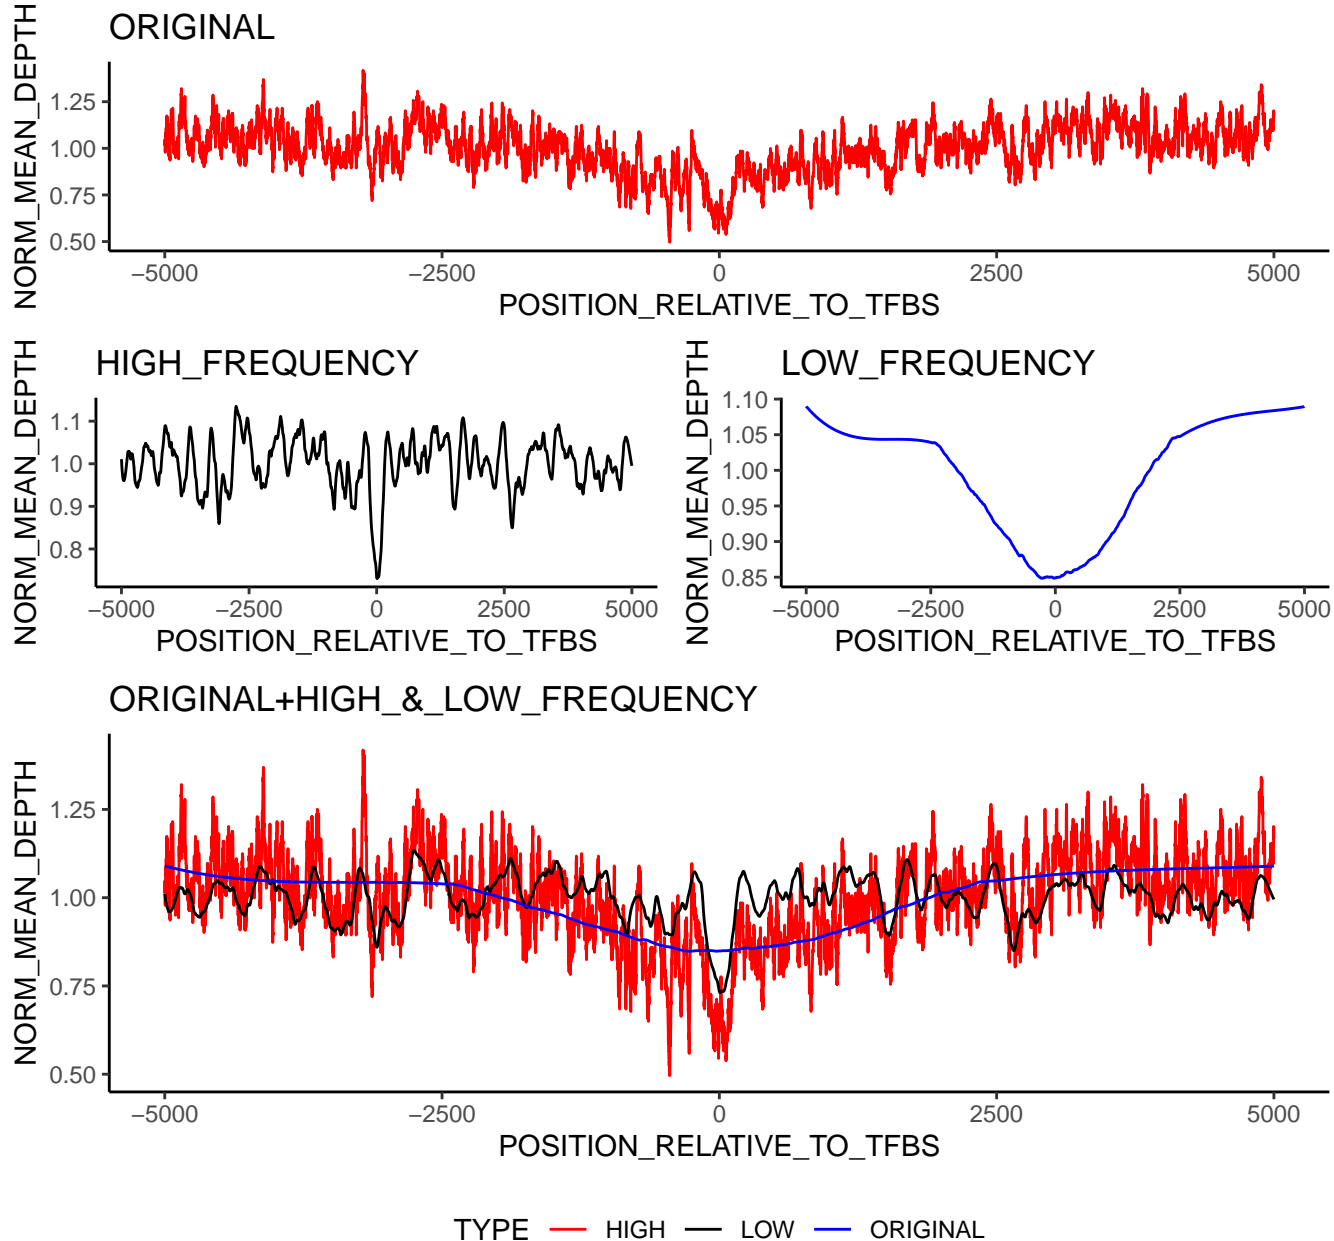 ORIGINAL
NORM_MEAN_DEPTH
1.25
1.00
0.75
0.50
−5000 −2500 0 2500 5000
POSITION_RELATIVE_TO_TFBS
HIGH_FREQUENCY
NORM_MEAN_DEPTH
1.1
1.0
0.9
0.8
−5000 −2500 0 2500 5000
POSITION_RELATIVE_TO_TFBS
LOW_FREQUENCY
NORM_MEAN_DEPTH
1.10
1.05
1.00
0.95
0.90
0.85
−5000 −2500 0 2500 5000
POSITION_RELATIVE_TO_TFBS
ORIGINAL+HIGH_&_LOW_FREQUENCY
NORM_MEAN_DEPTH
1.25
1.00
0.75
0.50
−5000 −2500 0 2500 5000
POSITION_RELATIVE_TO_TFBS
TYPE HIGH LOW ORIGINAL